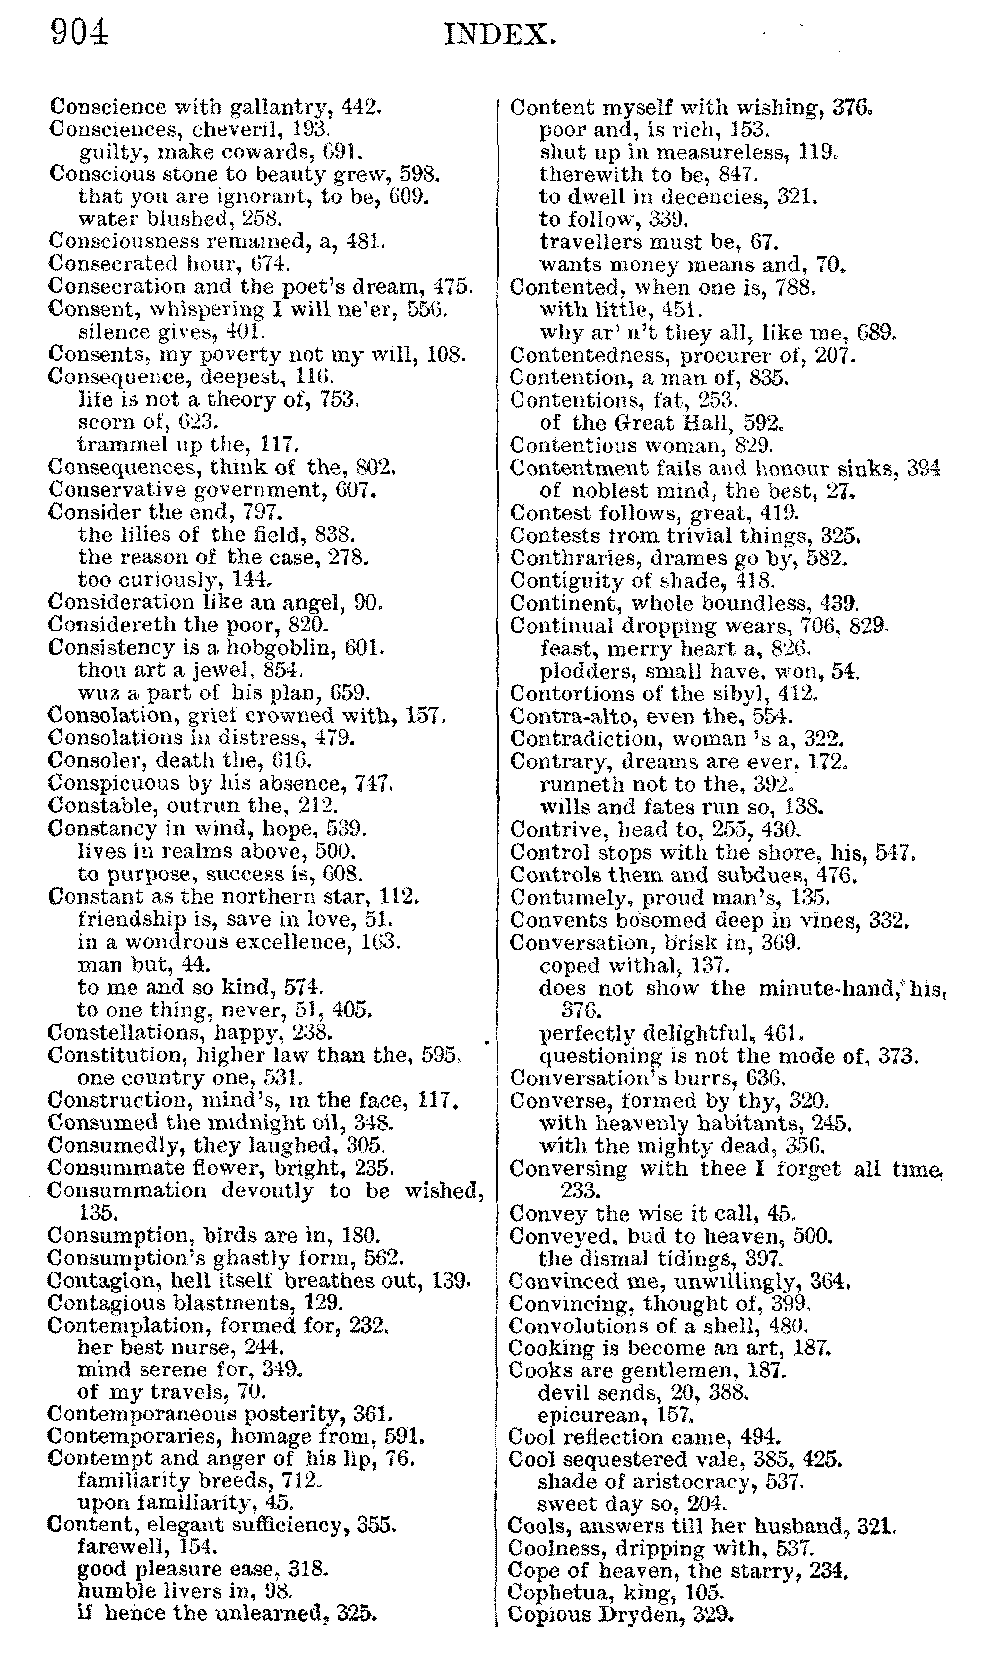 904
INDEX.
Conscience with gallantry, 442.
Consciences, cheveril, 193.
guilty, make cowards, 691.
Conscious stone to beauty grew, 598.
that you are ignorant, to be, 609.
water blushed, 258.
Consciousness remained, a, 481.
Consecrated hour, 674.
Consecration and the poet's dream, 475.
Consent, whispering I will ne'er, 556.
silence gives, 401.
Consents, my poverty not my will, 108.
Consequence, deepest, 116.
life is not a theory of, 753.
scorn of, 623.
trammel up the, 117.
Consequences, think of the, 802.
Conservative government, 607.
Consider the end, 797.
the lilies of the field, 838.
the reason of the case, 278.
too curiously, 144.
Consideration like an angel, 90.
Considereth the poor, 820.
Consistency is a hobgoblin, 601.
thou art a jewel, 854.
wuz a part of his plan, 659.
Consolation, grief crowned with, 157.
Consolations in distress, 479.
Consoler, death the, 616.
Conspicuous by his absence, 747.
Constable, outrun the, 212.
Constancy in wind, hope, 539.
lives in realms above, 500.
to purpose, success is, 608.
Constant as the northern star, 112.
friendship is, save in love, 51.
in a wondrous excellence, 163.
man but, 44.
to me and so kind, 574.
to one thing, never, 51, 405.
Constellations, happy, 238.
Constitution, higher law than the, 595.
one country one, 531.
Construction, mind's, in the face, 117.
Consumed the midnight oil, 348.
Consumedly, they laughed, 305.
Consummate flower, bright, 235.
Consummation devoutly to be wished,
135.
Consumption, birds are in, 180.
Consumption's ghastly form, 562.
Contagion, hell itself breathes out, 139.
Contagious blastments, 129.
Contemplation, formed for, 232.
her best nurse, 244.
mind serene for, 349.
of my travels, 70.
Contemporaneous posterity, 361.
Contemporaries, homage from, 591.
Contempt and anger of his lip, 76.
familiarity breeds, 712.
upon familiarity, 45.
Content, elegant sufficiency, 355.
farewell, 154.
good pleasure ease, 318.
humble livers in, 98.
if hence the unlearned, 325.
Content myself with wishing, 376.
poor and, is rich, 153.
shut up in measureless, 119.
therewith to be, 847.
to dwell in decencies, 321.
to follow, 339.
travellers must be, 67.
wants money means and, 70.
Contented, when one is, 788.
with little, 451.
why ar' n't they all, like me, 689.
Contentedness, procurer of, 207.
Contention, a man of, 835.
Contentions, fat, 253.
of the Great Hall, 592.
Contentious woman, 829.
Contentment fails and honour sinks, 394
of noblest mind, the best, 27.
Contest follows, great, 419.
Contests from trivial things, 325.
Conthraries, drames go by, 582.
Contiguity of shade, 418.
Continent, whole boundless, 439.
Continual dropping wears, 706, 829.
feast, merry heart a, 826.
plodders, small have, won, 54.
Contortions of the sibyl, 412.
Contra-alto, even the, 554.
Contradiction, woman 's a, 322.
Contrary, dreams are ever, 172.
runneth not to the, 392.
wills and fates run so, 138.
Contrive, head to, 255, 430.
Control stops with the shore, his, 547.
Controls them and subdues, 476.
Contumely, proud man's, 135.
Convents bosomed deep in vines, 332.
Conversation, brisk in, 369.
coped withal, 137.
does not show the minute-hand, his,
376.
perfectly delightful, 461.
questioning is not the mode of, 373.
Conversation's burrs, 636.
Converse, formed by thy, 320.
with heavenly habitants, 245.
with the mighty dead, 356.
Conversing with thee I forget all time,
233.
Convey the wise it call, 45.
Conveyed, bud to heaven, 500.
the dismal tidings, 397.
Convinced me, unwillingly, 364.
Convincing, thought of, 399.
Convolutions of a shell, 480.
Cooking is become an art, 187.
Cooks are gentlemen, 187.
devil sends, 20, 388.
epicurean, 157.
Cool reflection came, 494.
Cool sequestered vale, 385, 425.
shade of aristocracy, 537.
sweet day so, 204.
Cools, answers till her husband, 321.
Coolness, dripping with, 537.
Cope of heaven, the starry, 234.
Cophetua, king, 105.
Copious Dryden, 329.